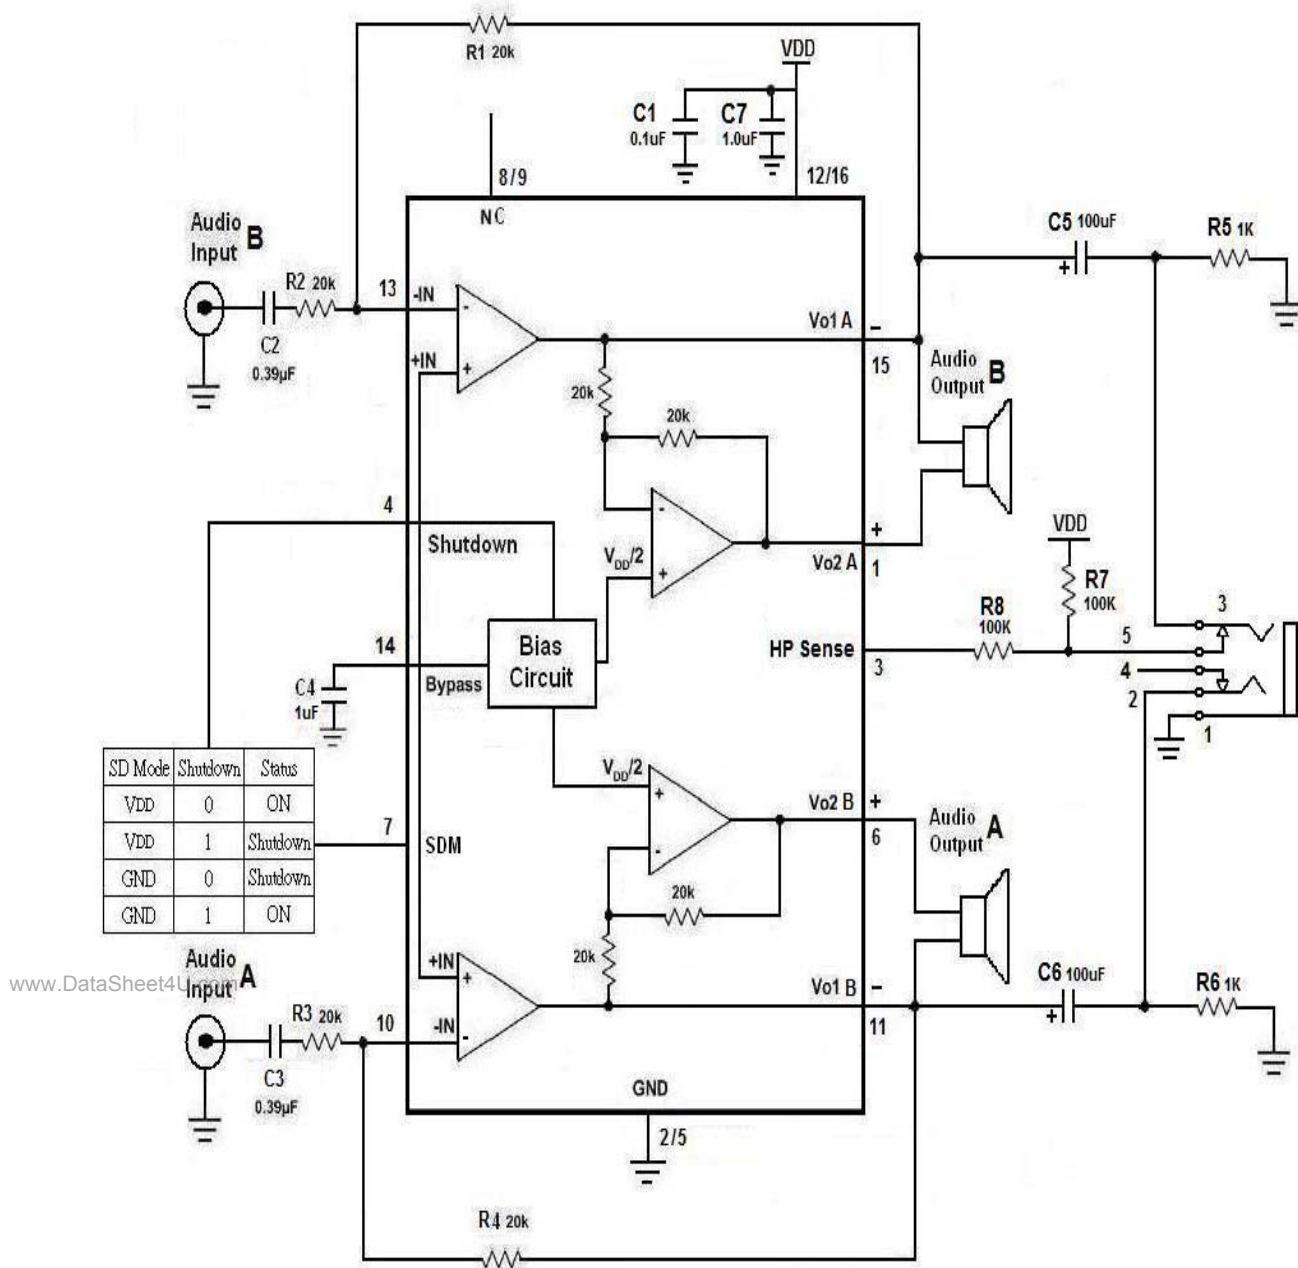 R1 20k
VDD
C1
0.1uF
C7
1.0uF
8/9
12/16
NC
Audio
Input B
C5 100uF
+
R5 1K
R2 20k
13
-IN
-
C2
0.39µF
+IN
+
Vo1 A
-
15
Audio
Output B
20k
20k
4
Shutdown
-
VDD/2
+
+
Vo2 A
1
VDD
R7
100K
R8
100K
3
5
HP Sense
3
4
2
1
14
Bypass
Bias
Circuit
C4
1uF
SD Mode Shutdown Status
VDD 0 ON
VDD 1 Shutdown
GND 0 Shutdown
GND 1 ON
VDD/2
+
-
Vo2 B
+
6
Audio
Output A
7
SDM
20k
20k
Audio
Input A
www.DataSheet4U.com
+IN
+
Vo1 B
-
11
C6 100uF
+
R6 1K
R3 20k
10
-IN
-
C3
0.39µF
GND
2/5
R4 20k